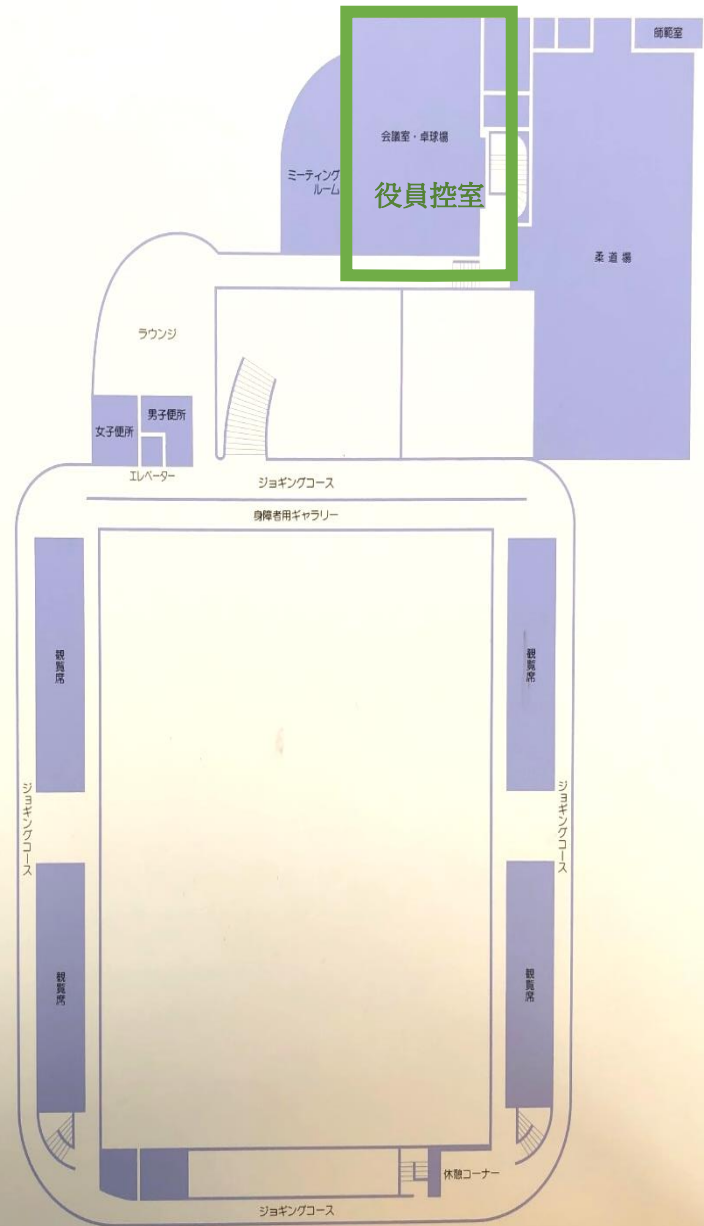 師範室
会議室・卓球場
ミーティング
ルーム
役員控室
柔道場
ラウンジ
男子便所
女子便所
エレベーター
ジョギングコース
身障者用ギャラリー
観覧席
観覧席
ジョギングコース
ジョギングコース
観覧席
観覧席
休憩コーナー
ジョギングコース